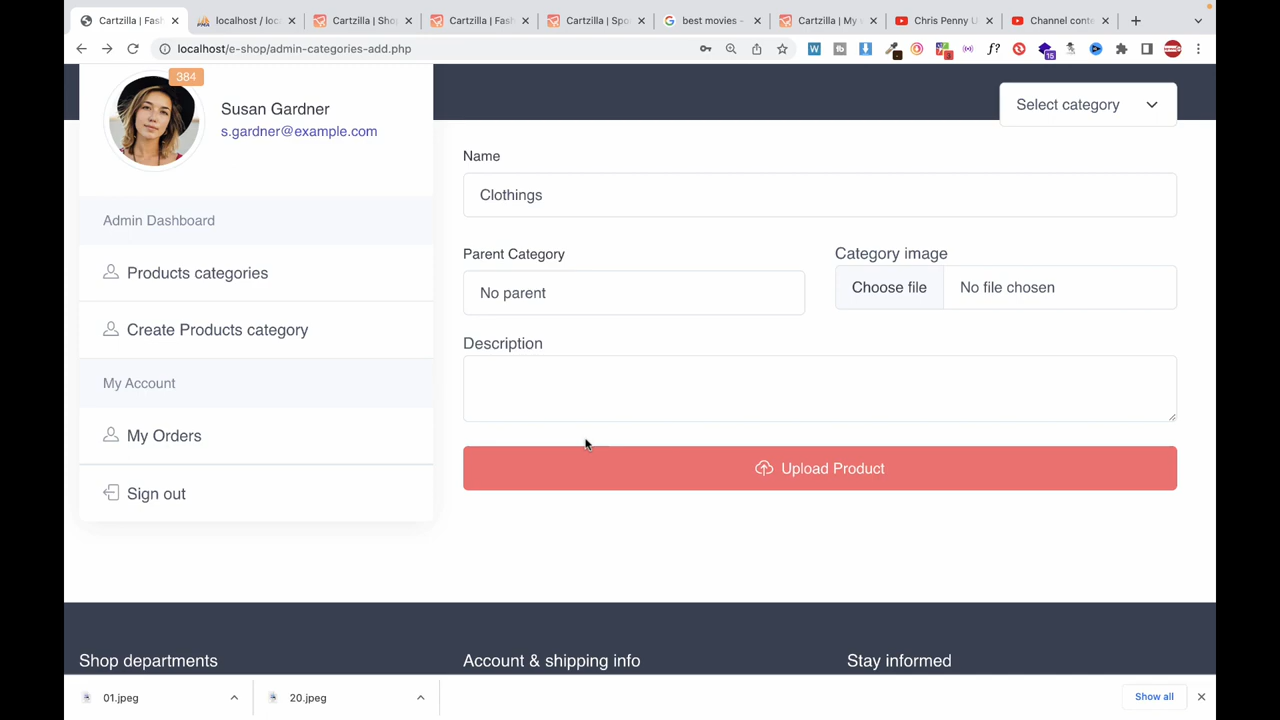 Cartzilla | Fash
localhost / loc
Cartzilla | Sho
Cartzilla | Fas
Cartzilla | Spo
best movies -
Cartzilla | My
Chris Penny U
Channel conte
localhost/e-shop/admin-categories-add.php
15
384
Susan Gardner
s.gardner@example.com
Select category
Name
Clothings
Admin Dashboard
Products categories
Create Products category
My Account
My Orders
Sign out
Parent Category
No parent
Category image
Choose file
No file chosen
Description
Upload Product
Shop departments
Account & shipping info
Stay informed
01.jpeg
20.jpeg
Show all